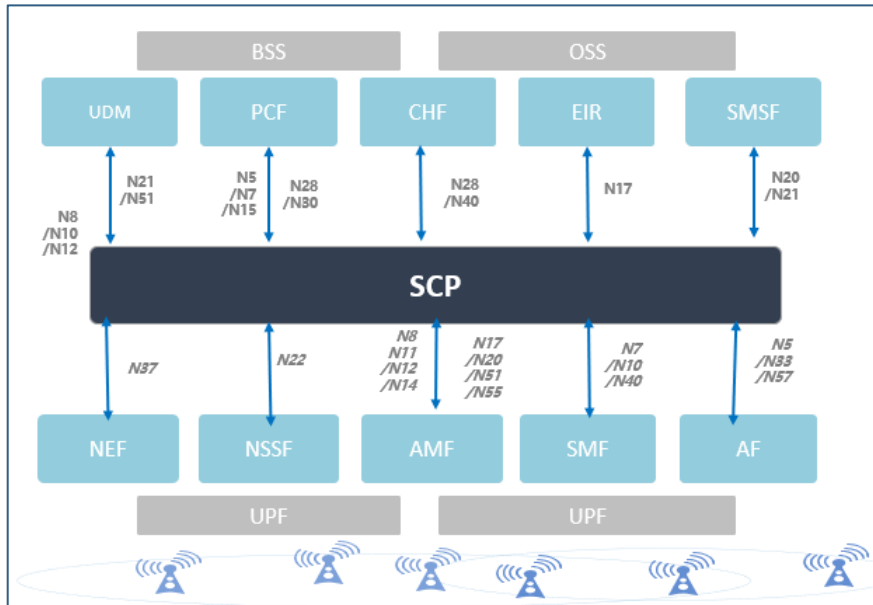 BSS
OSS
UDM
PCF
CHF
EIR
SMSF
N21
/N51
N8
/N10
/N12
N5
/N7
/N15
N28
/N30
N28
/N40
N17
N20
/N21
SCP
N37
N22
N8
N11
/N12
/N14
N17
/N20
/N51
/N55
N7
/N10
/N40
N5
/N33
/N57
NEF
NSSF
AMF
SMF
AF
UPF
UPF